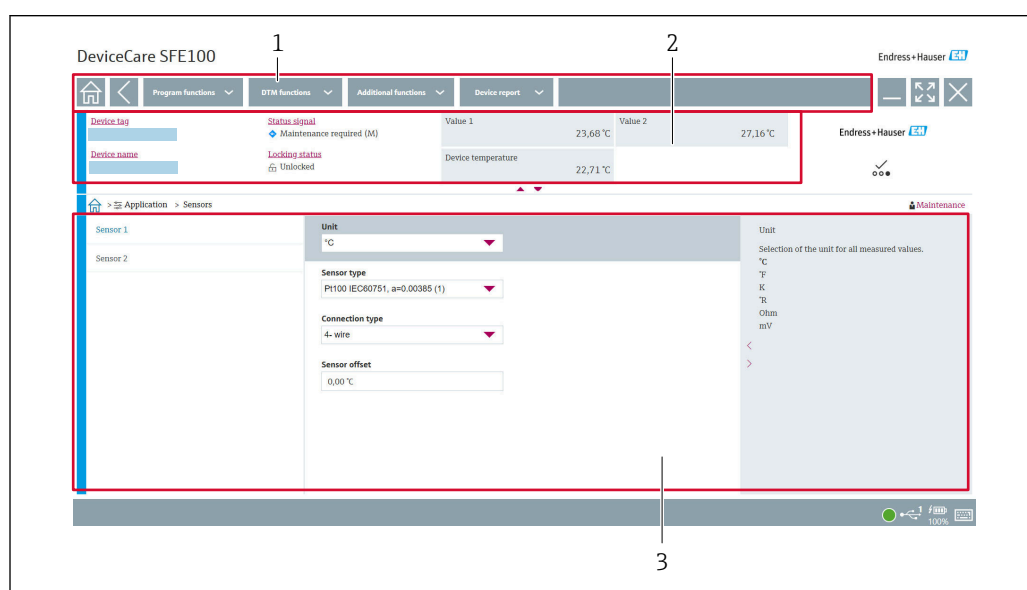 1 2
DeviceCare SFE100 Endress+Hauser EH
Program functions DTM functions Additional functions Device report
Device tag Status signal Value 1 Value 2
Maintenance required (M) 23,68 °C 27,16 °C Endress+Hauser EH
Device name Locking status Device temperature
Unlocked 22,71 °C
> Application > Sensors Maintenance
Sensor 1
Sensor 2
Unit
°C
Sensor type
Pt100 IEC60751, a=0.00385 (1)
Connection type
4- wire
Sensor offset
0,00 °C
Unit
Selection of the unit for all measured values.
°C
°F
K
°R
Ohm
mV
<
>
1
100%
3